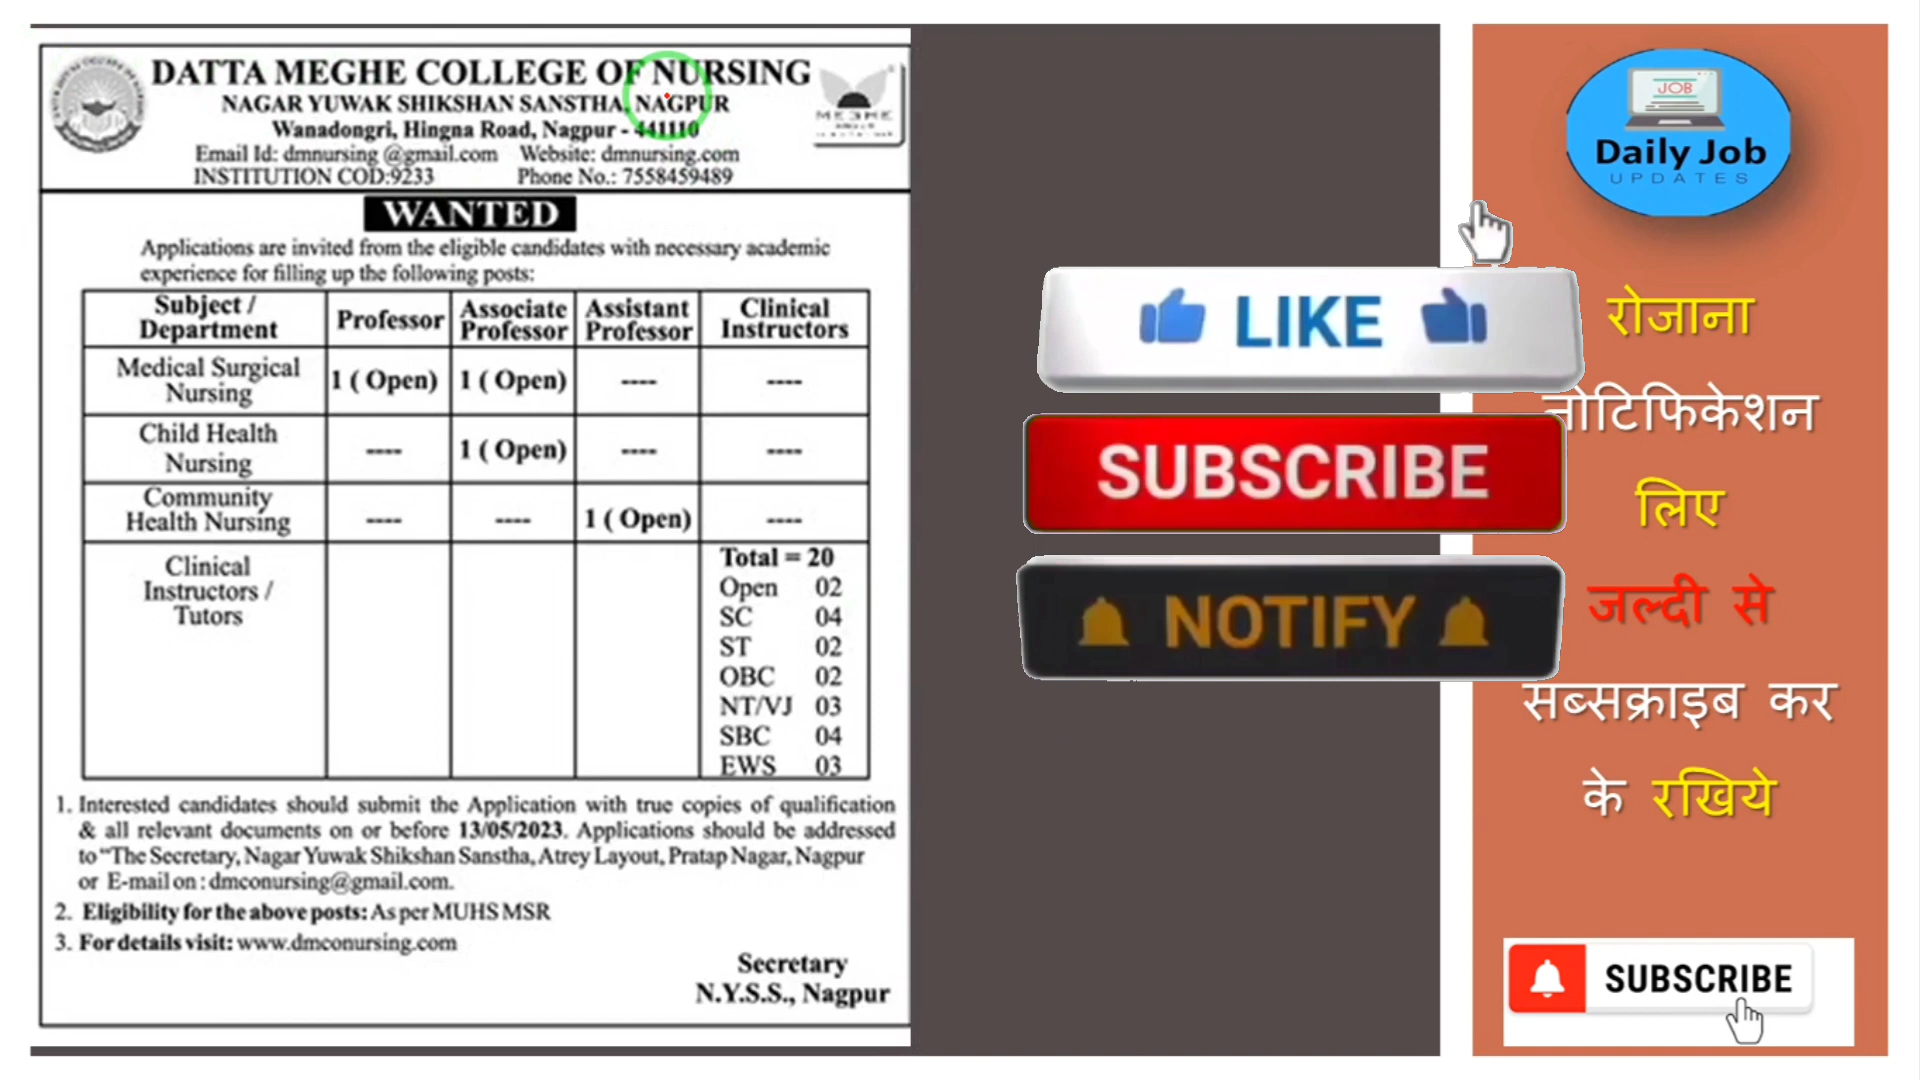 DATTA MEGHE COLLEGE OF NURSING
NAGAR YUWAK SHIKSHAN SANSTHA, NAGPUR
Wanadongri, Hingna Road, Nagpur - 441110
Email Id: dmnursing @gmail.com Website: dmnursing.com
INSTITUTION COD:9233 Phone No.: 7558459489
MEGHE
WANTED
Applications are invited from the eligible candidates with necessary academic
experience for filling up the following posts:
Subject / Department Professor Associate Professor Assistant Professor Clinical Instructors
Medical Surgical Nursing 1 ( Open) 1 ( Open) ---- ----
Child Health Nursing ---- 1 ( Open) ---- ----
Community Health Nursing ---- ---- 1 ( Open) ----
Clinical Instructors / Tutors
Total = 20
Open 02
SC 04
ST 02
OBC 02
NT/VJ 03
SBC 04
EWS 03
1. Interested candidates should submit the Application with true copies of qualification
& all relevant documents on or before 13/05/2023. Applications should be addressed
to "The Secretary, Nagar Yuwak Shikshan Sanstha, Atrey Layout, Pratap Nagar, Nagpur
or E-mail on : dmconursing@gmail.com.
2. Eligibility for the above posts: As per MUHS MSR
3. For details visit: www.dmconursing.com
Secretary
N.Y.S.S., Nagpur
LIKE
SUBSCRIBE
NOTIFY
JOB
Daily Job
UPDATES
रोजाना
नोटिफिकेशन
लिए
जल्दी से
सब्सक्राइब कर
के रखिये
SUBSCRIBE